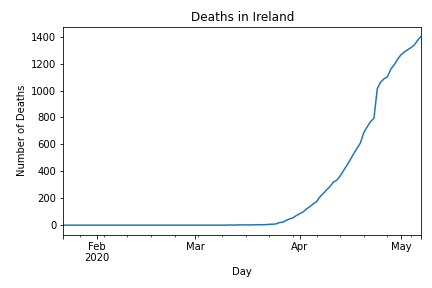 Deaths in Ireland
Number of Deaths
1400
1200
1000
800
600
400
200
0
Feb
2020
Mar
Apr
May
Day